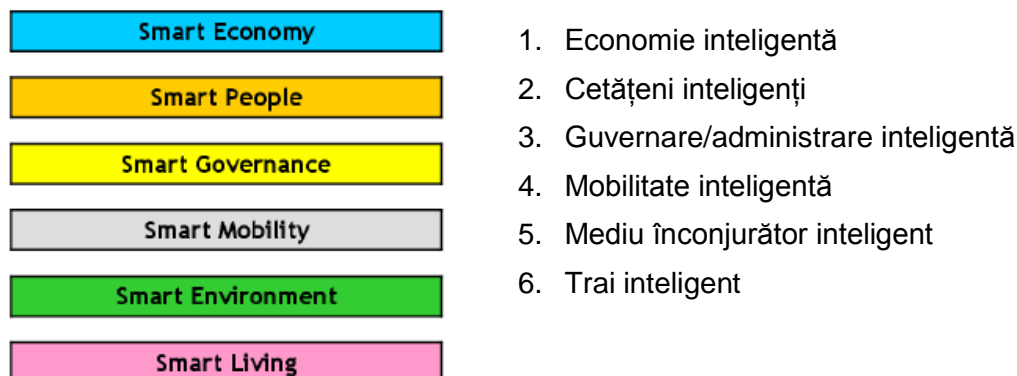 Smart Economy
Smart People
Smart Governance
Smart Mobility
Smart Environment
Smart Living
1. Economie inteligentă
2. Cetățeni inteligenți
3. Guvernare/administrare inteligentă
4. Mobilitate inteligentă
5. Mediu înconjurător inteligent
6. Trai inteligent